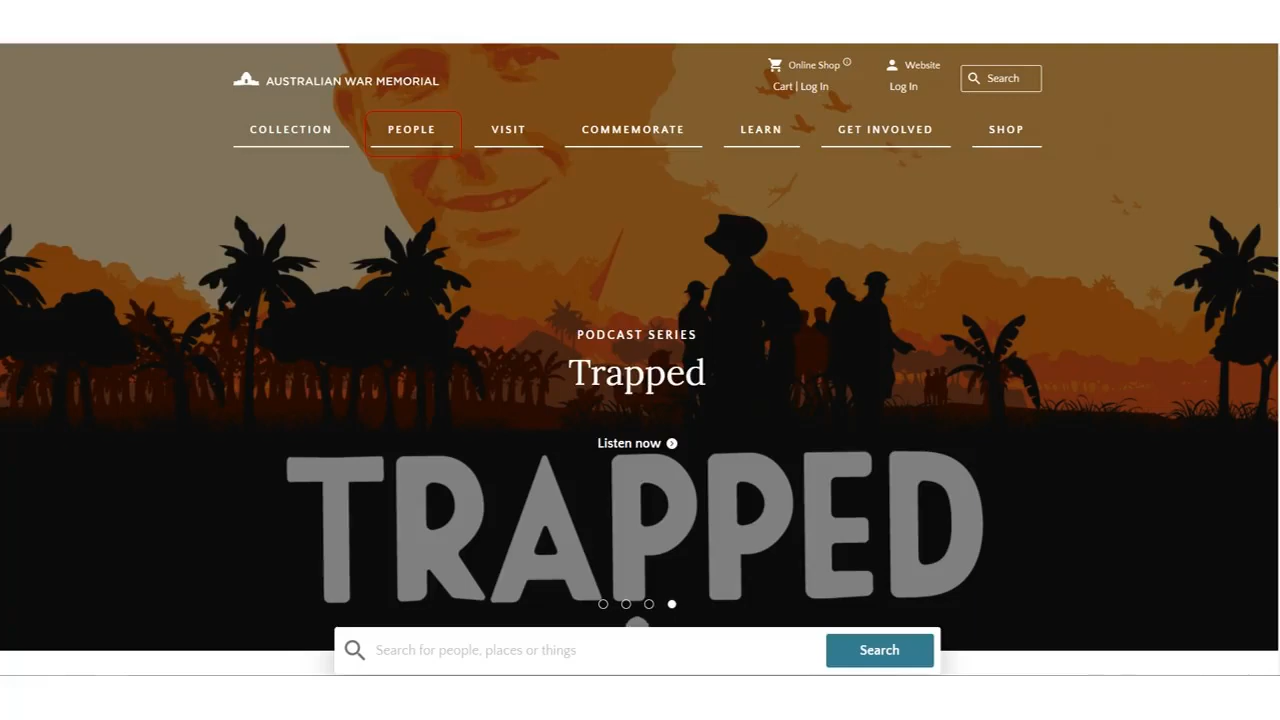 AUSTRALIAN WAR MEMORIAL
Online Shop
Cart | Log In
Website
Log In
Search
COLLECTION
PEOPLE
VISIT
COMMEMORATE
LEARN
GET INVOLVED
SHOP
PODCAST SERIES
Trapped
Listen now
TRAPPED
Search for people, places or things
Search